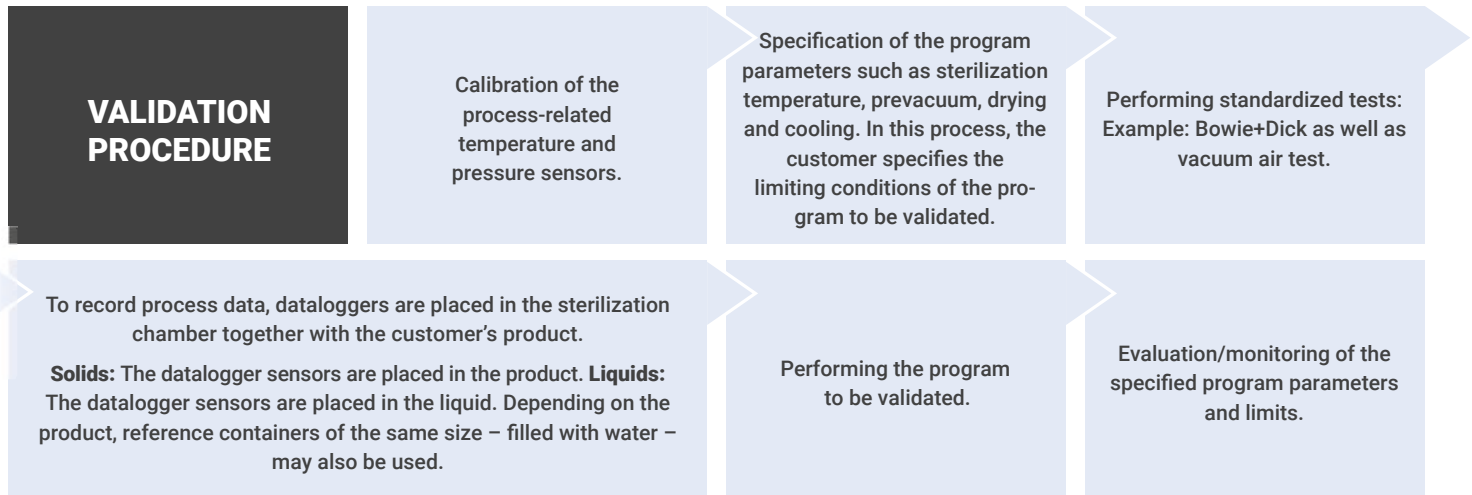 VALIDATION
PROCEDURE
Calibration of the
process-related
temperature and
pressure sensors.
Specification of the program
parameters such as sterilization
temperature, prevacuum, drying
and cooling. In this process, the
customer specifies the
limiting conditions of the pro-
gram to be validated.
Performing standardized tests:
Example: Bowie+Dick as well as
vacuum air test.
To record process data, dataloggers are placed in the sterilization
chamber together with the customer’s product.
Solids: The datalogger sensors are placed in the product. Liquids:
The datalogger sensors are placed in the liquid. Depending on the
product, reference containers of the same size – filled with water –
may also be used.
Performing the program
to be validated.
Evaluation/monitoring of the
specified program parameters
and limits.